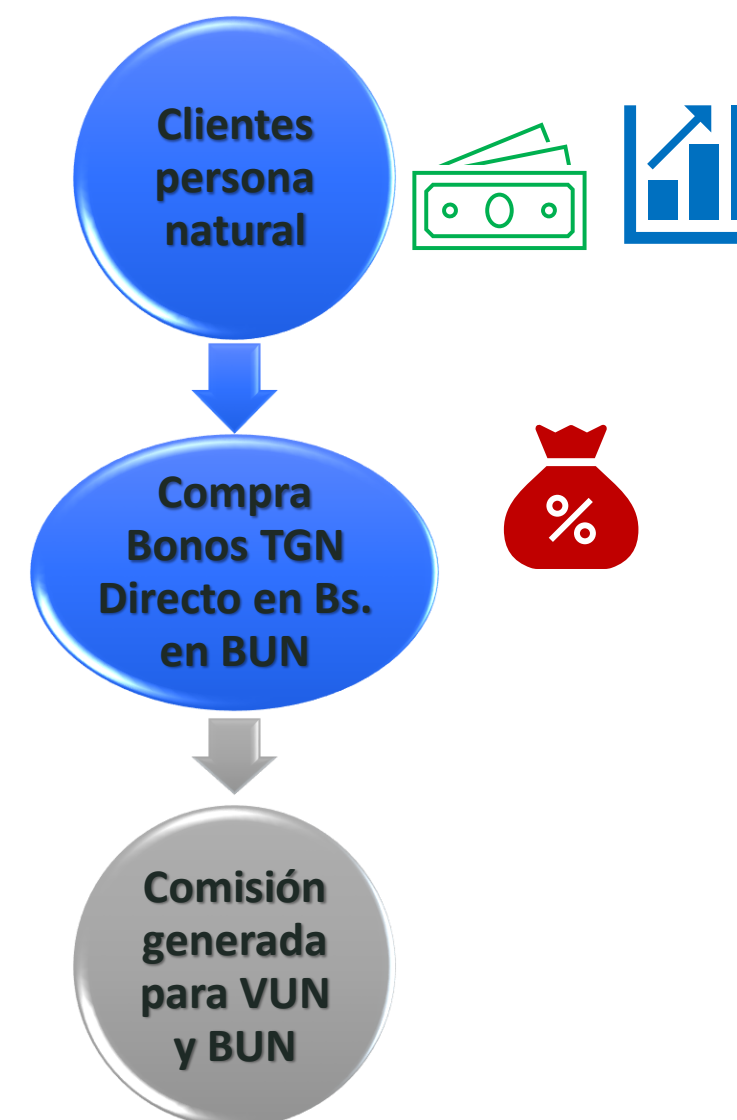 Clientes
persona
natural
Compra
Bonos TGN
Directo en Bs.
en BUN
%
Comisión
generada
para VUN
y BUN